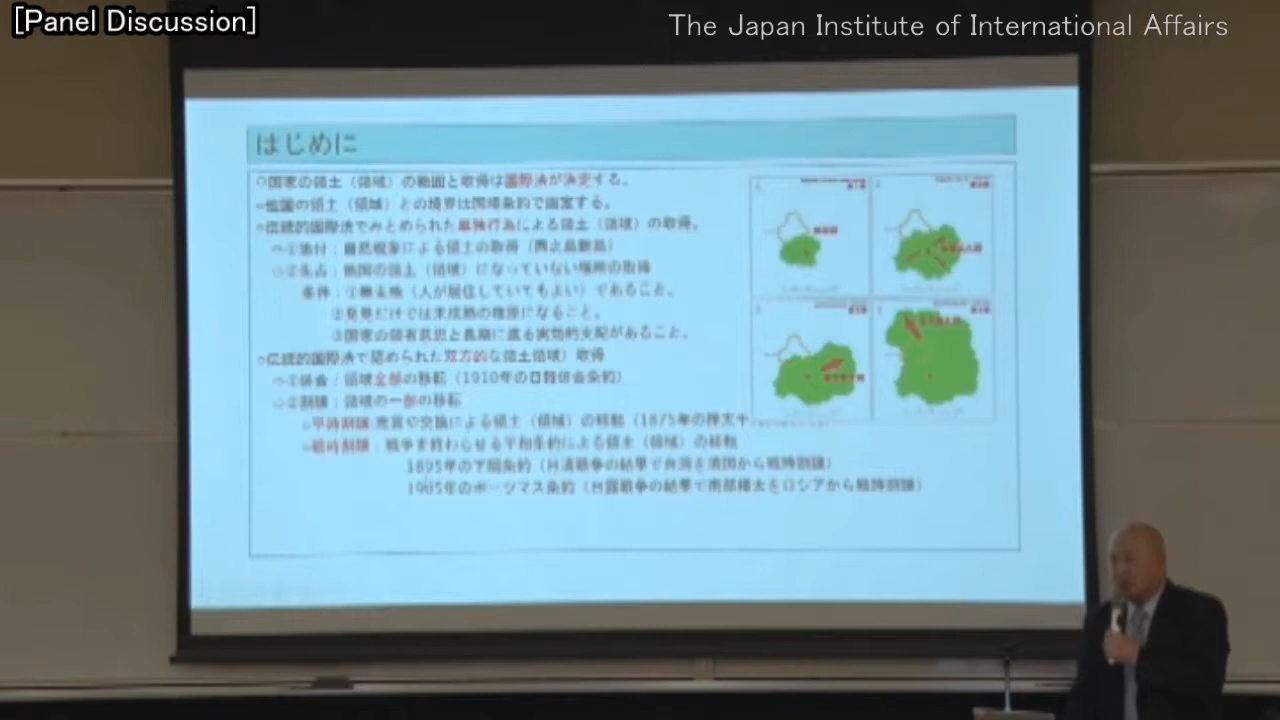 [Panel Discussion]
The Japan Institute of International Affairs
はじめに
○国家の領土（領域）の範囲と取得は国際法が決定する。
○他国の領土（領域）との境界は国境条約で画定する。
○伝統的国際法でみとめられた単独行為による領土（領域）の取得。
①添付：自然現象による領土の取得（西之島新島）
②先占：他国の領土（領域）になっていない場所の取得
条件：①無主地（人が居住していてもよい）であること。
②発見だけでは未成熟の権原になること。
③国家の領有意思と長期に渡る実効的支配があること。
○伝統的国際法で認められた双方的な領土領域）取得
①併合：領域全部の移転（1910年の日韓併合条約）
②割譲：領域の一部の移転
平時割譲:売買や交換による領土（領域）の移転（1875年の樺太千
戦時割譲：戦争を終わらせる平和条約による領土（領域）の移転
1895年の下関条約（日清戦争の結果で台湾を清国から戦時割譲）
1905年のポーツマス条約（日露戦争の結果で南部樺太をロシアから戦時割譲）